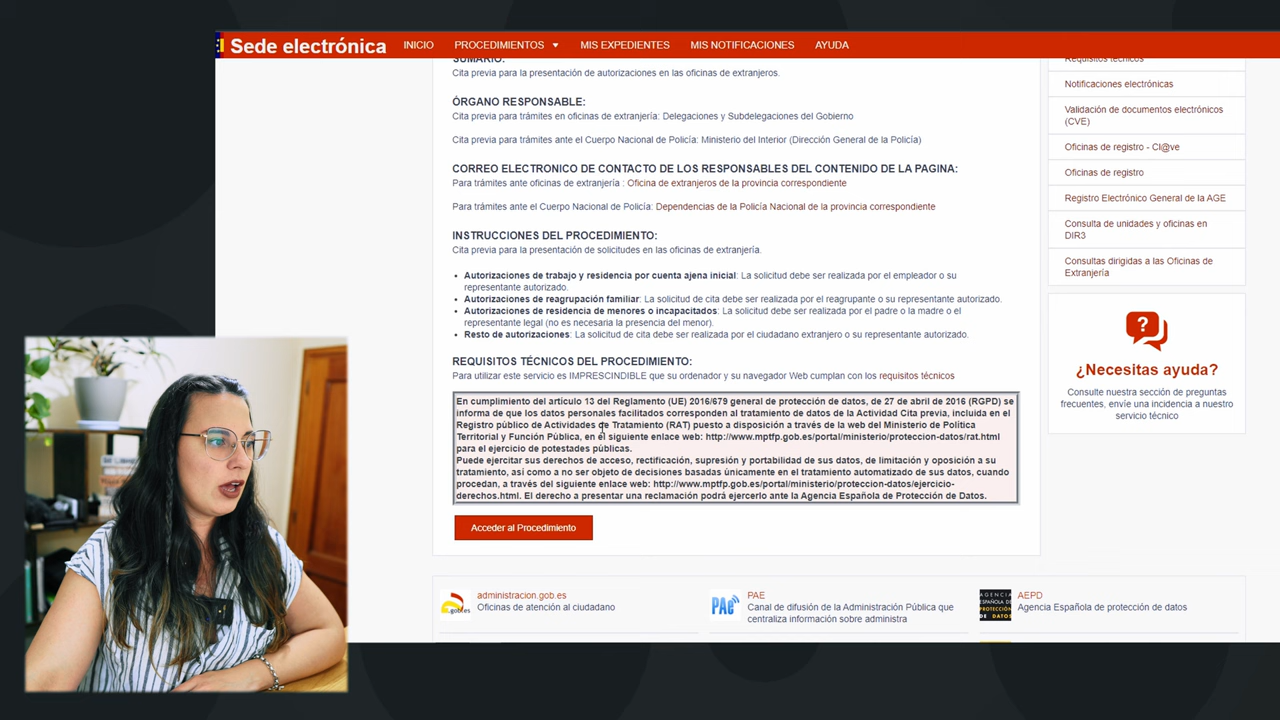 Sede electrónica
INICIO
PROCEDIMIENTOS
MIS EXPEDIENTES
MIS NOTIFICACIONES
AYUDA
SUMARIO:
Cita previa para la presentación de autorizaciones en las oficinas de extranjeros.
ÓRGANO RESPONSABLE:
Cita previa para trámites en oficinas de extranjería: Delegaciones y Subdelegaciones del Gobierno
Cita previa para trámites ante el Cuerpo Nacional de Policía: Ministerio del Interior (Dirección General de la Policía)
CORREO ELECTRONICO DE CONTACTO DE LOS RESPONSABLES DEL CONTENIDO DE LA PAGINA:
Para trámites ante oficinas de extranjería : Oficina de extranjeros de la provincia correspondiente
Para trámites ante el Cuerpo Nacional de Policía: Dependencias de la Policía Nacional de la provincia correspondiente
INSTRUCCIONES DEL PROCEDIMIENTO:
Cita previa para la presentación de solicitudes en las oficinas de extranjería.
• Autorizaciones de trabajo y residencia por cuenta ajena inicial: La solicitud debe ser realizada por el empleador o su
representante autorizado.
• Autorizaciones de reagrupación familiar: La solicitud de cita debe ser realizada por el reagrupante o su representante autorizado.
• Autorizaciones de residencia de menores o incapacitados: La solicitud debe ser realizada por el padre o la madre o el
representante legal (no es necesaria la presencia del menor).
• Resto de autorizaciones: La solicitud de cita debe ser realizada por el ciudadano extranjero o su representante autorizado.
REQUISITOS TÉCNICOS DEL PROCEDIMIENTO:
Para utilizar este servicio es IMPRESCINDIBLE que su ordenador y su navegador Web cumplan con los requisitos técnicos
En cumplimiento del artículo 13 del Reglamento (UE) 2016/679 general de protección de datos, de 27 de abril de 2016 (RGPD) se
informa de que los datos personales facilitados corresponden al tratamiento de datos de la Actividad Cita previa, incluida en el
Registro público de Actividades de Tratamiento (RAT) puesto a disposición a través de la web del Ministerio de Política
Territorial y Función Pública, en el siguiente enlace web: http://www.mptfp.gob.es/portal/ministerio/proteccion-datos/rat.html
para el ejercicio de potestades públicas.
Puede ejercitar sus derechos de acceso, rectificación, supresión y portabilidad de sus datos, de limitación y oposición a su
tratamiento, así como a no ser objeto de decisiones basadas únicamente en el tratamiento automatizado de sus datos, cuando
procedan, a través del siguiente enlace web: http://www.mptfp.gob.es/portal/ministerio/proteccion-datos/ejercicio-
derechos.html. El derecho a presentar una reclamación podrá ejercerlo ante la Agencia Española de Protección de Datos.
Acceder al Procedimiento
Requisitos técnicos
Notificaciones electrónicas
Validación de documentos electrónicos
(CVE)
Oficinas de registro - Cl@ve
Oficinas de registro
Registro Electrónico General de la AGE
Consulta de unidades y oficinas en
DIR3
Consultas dirigidas a las Oficinas de
Extranjería
?
¿Necesitas ayuda?
Consulte nuestra sección de preguntas
frecuentes, envíe una incidencia a nuestro
servicio técnico
.gob.es
administracion.gob.es
Oficinas de atención al ciudadano
PAe
PAE
Canal de difusión de la Administración Pública que
centraliza información sobre administra
AGENCIA
ESPAÑOLA DE
PROTECCIÓN
DE DATOS
AEPD
Agencia Española de protección de datos